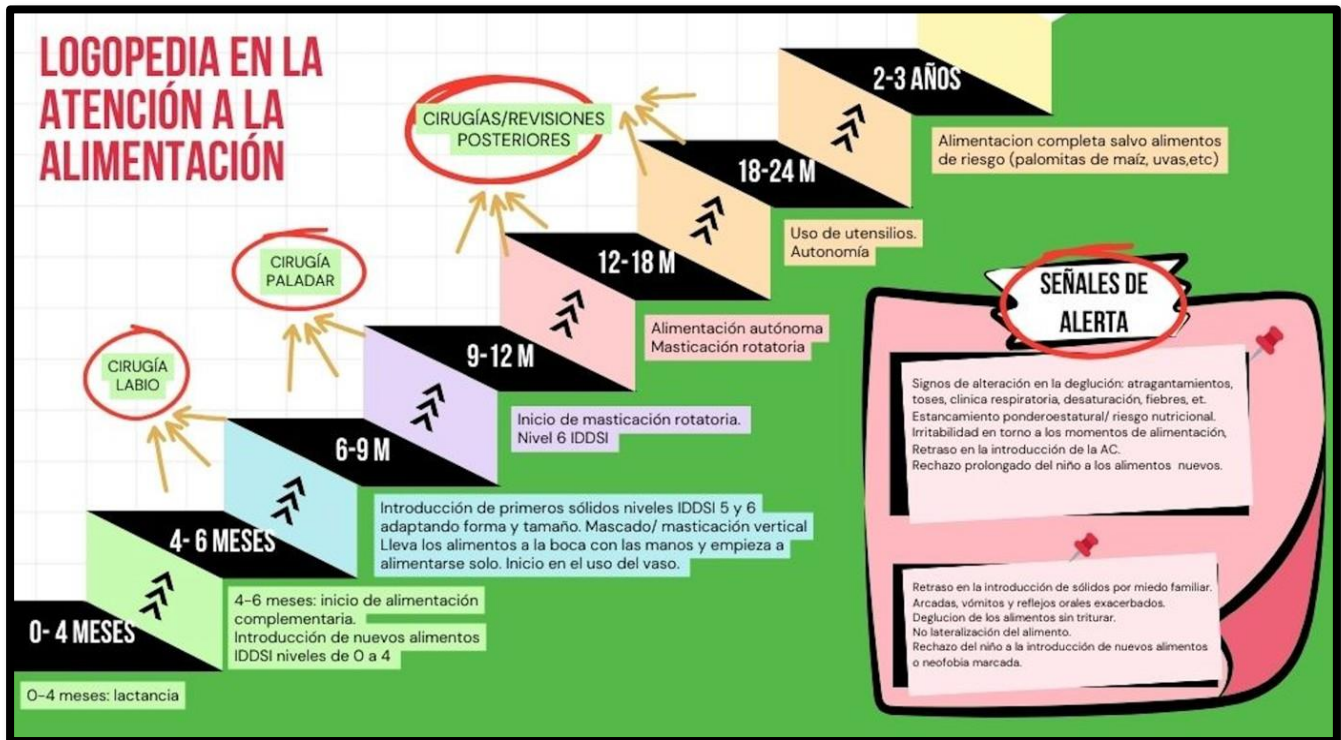 LOGOPEDIA EN LA
ATENCIÓN A LA
ALIMENTACIÓN
0- 4 MESES
0-4 meses: lactancia
4- 6 MESES
4-6 meses: inicio de alimentación
complementaria.
Introducción de nuevos alimentos
IDDSI niveles de 0 a 4
CIRUGÍA
LABIO
6-9 M
Introducción de primeros sólidos niveles IDDSI 5 y 6
adaptando forma y tamaño. Mascado/ masticación vertical
Lleva los alimentos a la boca con las manos y empieza a
alimentarse solo. Inicio en el uso del vaso.
CIRUGÍA
PALADAR
9-12 M
Inicio de masticación rotatoria.
Nivel 6 IDDSI
CIRUGÍAS/REVISIONES
POSTERIORES
12-18 M
Alimentación autónoma
Masticación rotatoria
18-24 M
Uso de utensilios.
Autonomía
2-3 AÑOS
Alimentacion completa salvo alimentos
de riesgo (palomitas de maíz, uvas,etc)
SEÑALES DE
ALERTA
Signos de alteración en la deglución: atragantamientos,
toses, clinica respiratoria, desaturación, fiebres, et.
Estancamiento ponderoestatural/ riesgo nutricional.
Irritabilidad en torno a los momentos de alimentación,
Retraso en la introducción de la AC.
Rechazo prolongado del niño a los alimentos nuevos.
Retraso en la introducción de sólidos por miedo familiar.
Arcadas, vómitos y reflejos orales exacerbados.
Deglucion de los alimentos sin triturar.
No lateralización del alimento.
Rechazo del niño a la introducción de nuevos alimentos
o neofobia marcada.